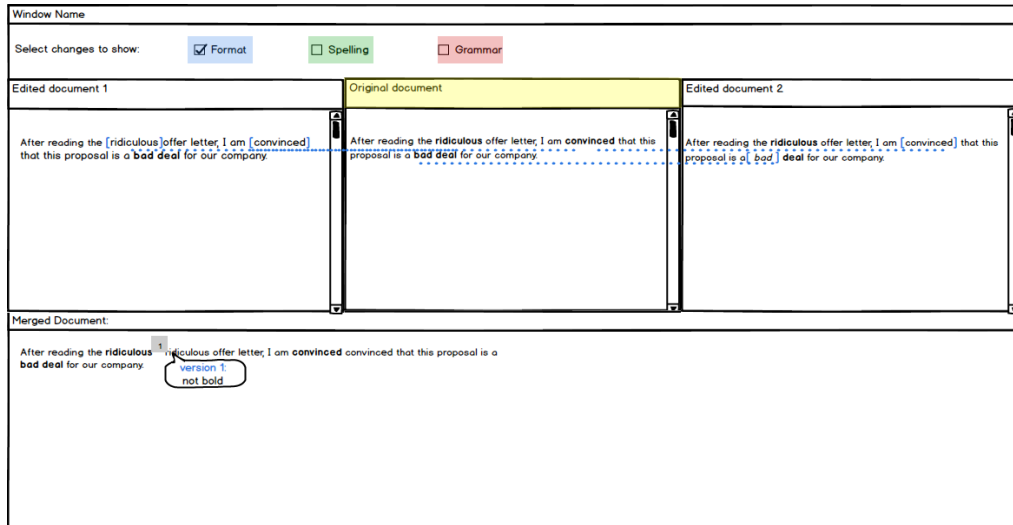 Window Name
Select changes to show:
Format
Spelling
Grammar
Edited document 1
After reading the [ridiculous]offer letter, I am [convinced]
that this proposal is a bad deal for our company.
Original document
After reading the ridiculous offer letter, I am convinced that this
proposal is a bad deal for our company.
Edited document 2
After reading the ridiculous offer letter, I am [convinced] that this
proposal is a[ bad ] deal for our company.
Merged Document:
After reading the ridiculous 1 ridiculous offer letter, I am convinced convinced that this proposal is a
bad deal for our company.
version 1:
not bold